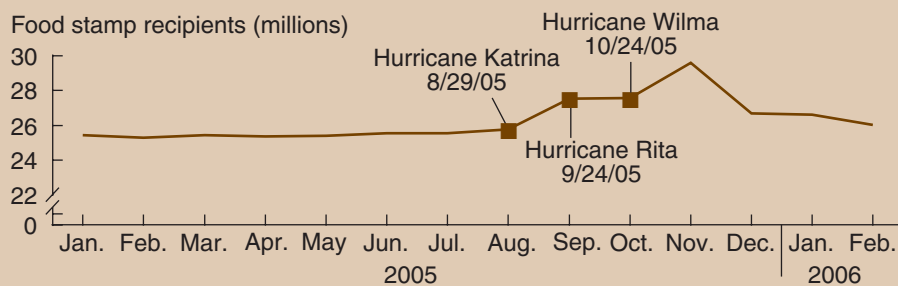 Food stamp recipients (millions)
30
28
26
24
22
0
Hurricane Katrina
8/29/05
Hurricane Rita
9/24/05
Hurricane Wilma
10/24/05
Jan. Feb. Mar. Apr. May Jun. Jul. Aug. Sep. Oct. Nov. Dec. Jan. Feb.
2005 2006